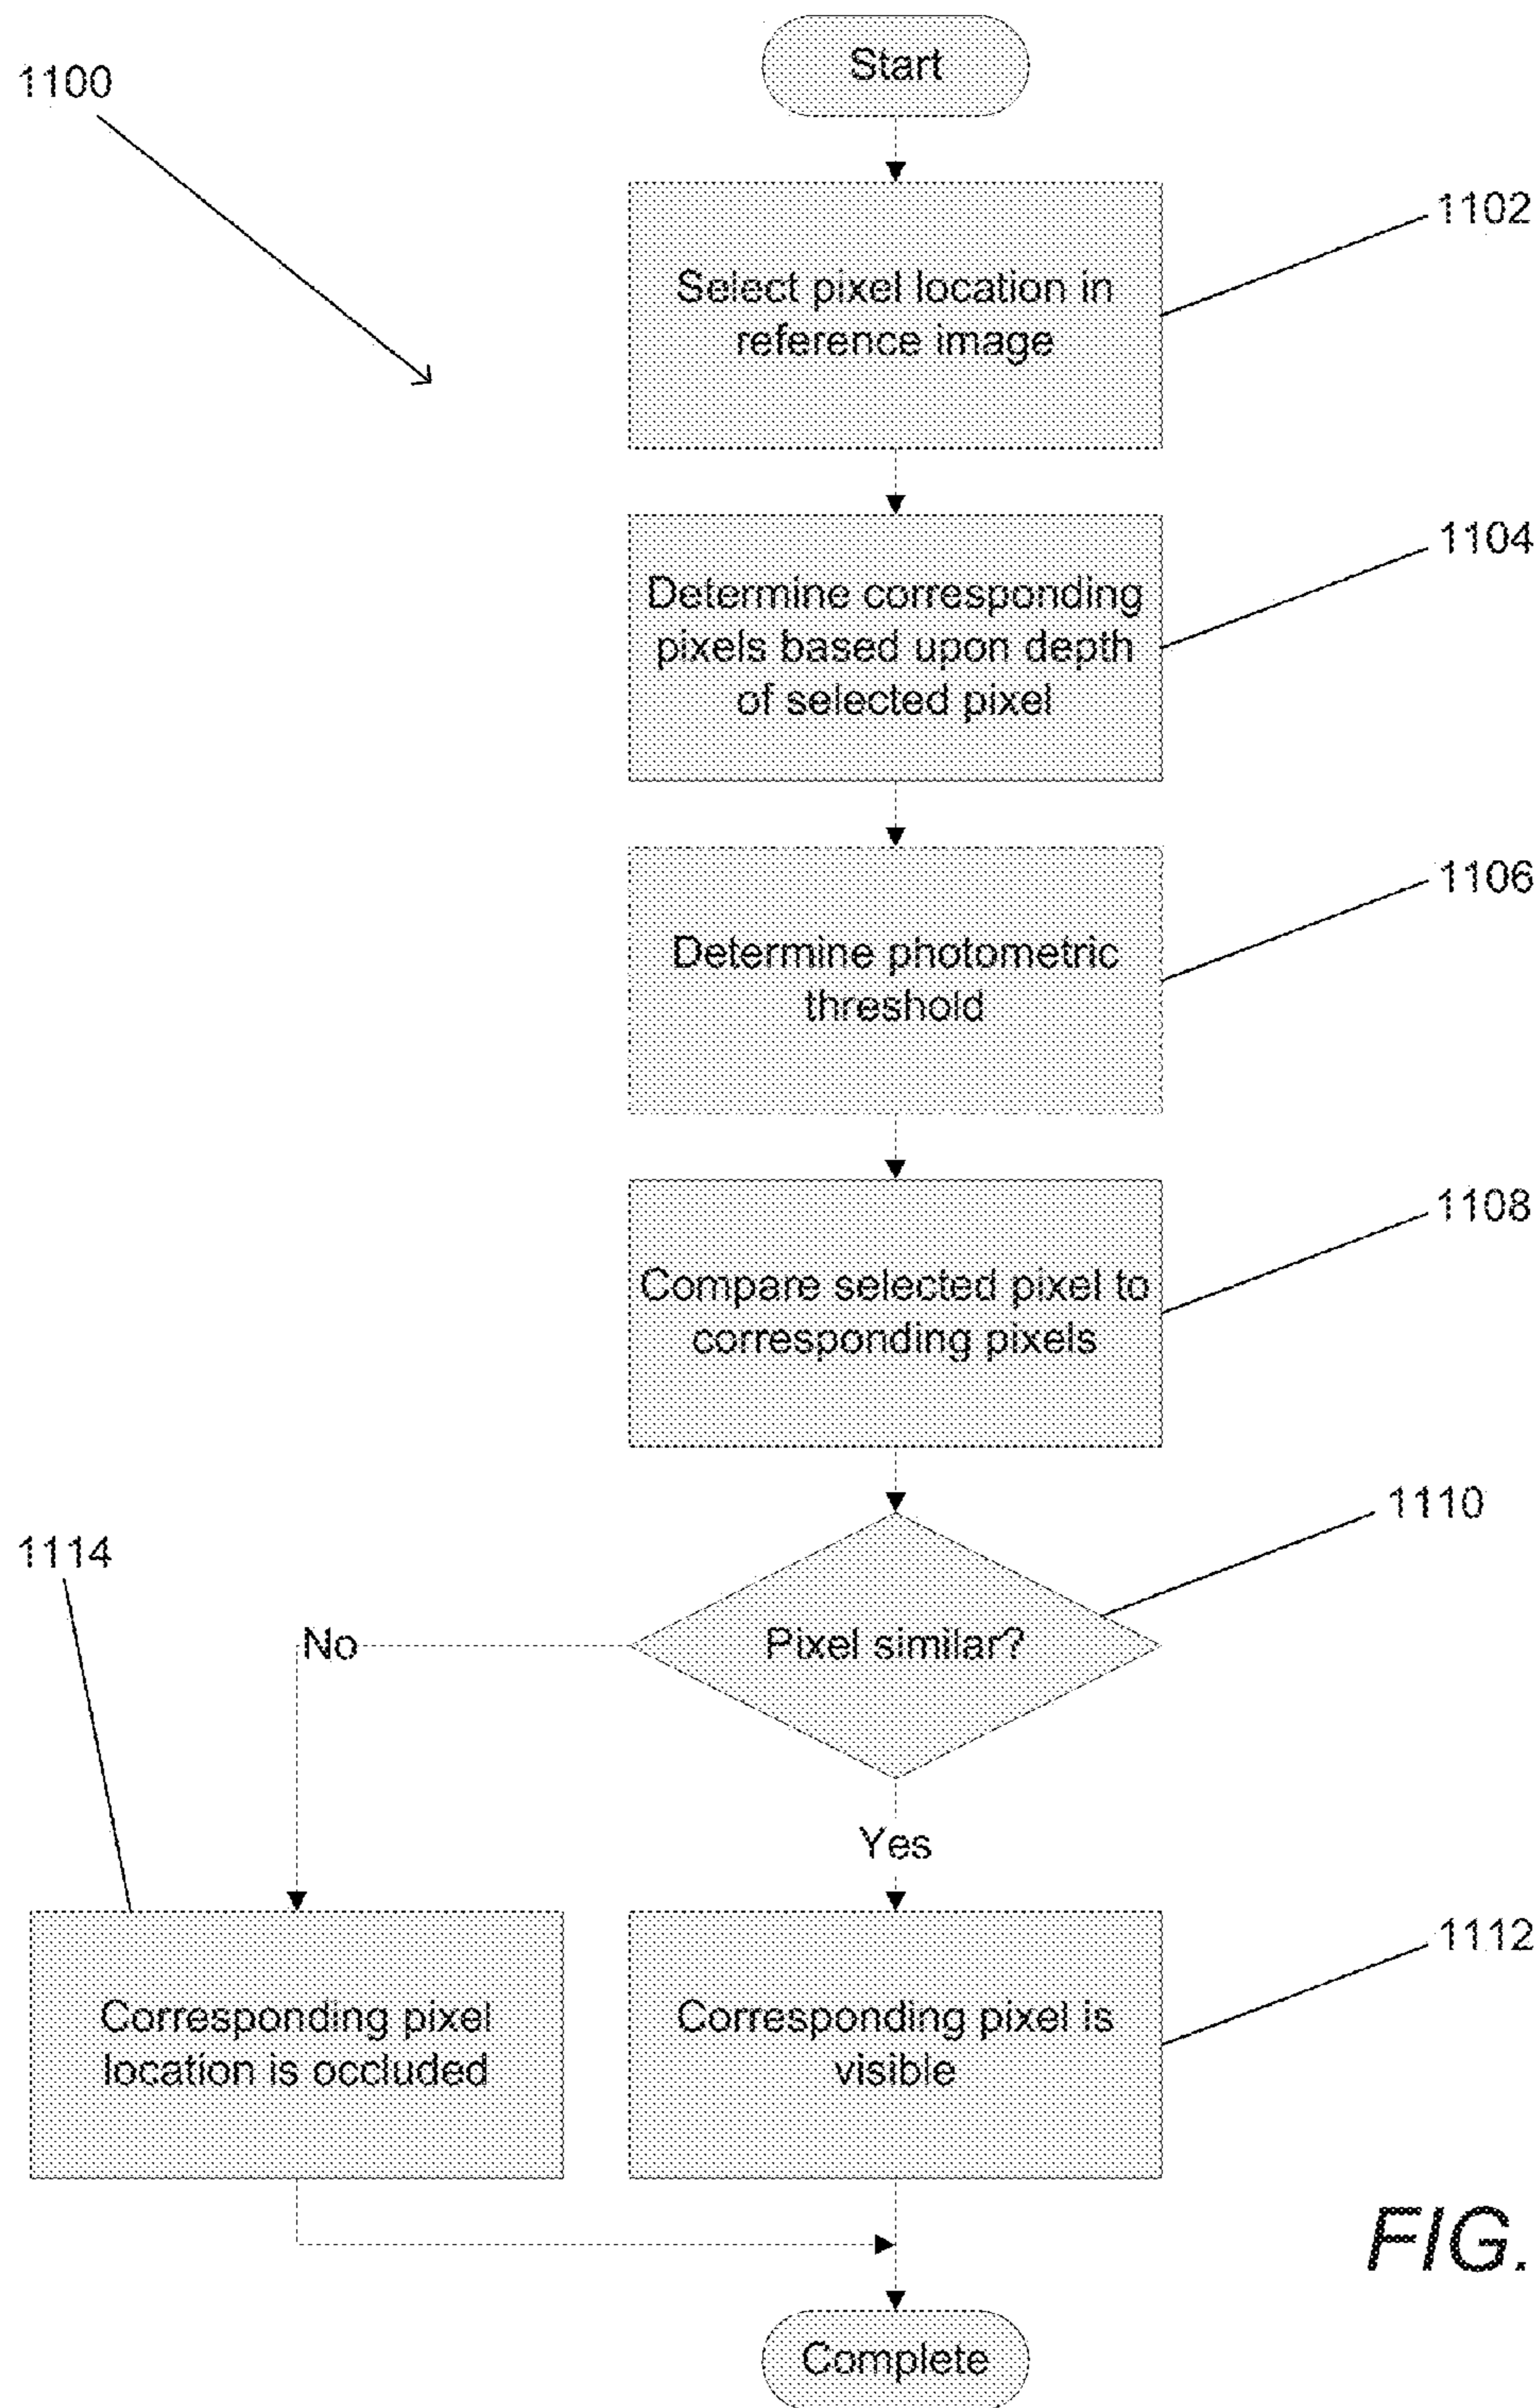 Start
1100
1102
Select pixel location in
reference image
1104
Determine corresponding
pixels based upon depth
of selected pixel
1106
Determine photometric
threshold
1108
Compare selected pixel to
corresponding pixels
1110
1114
No
Pixel similar?
Yes
1112
Corresponding pixel
location is occluded
Corresponding pixel is
visible
FIG.
Complete